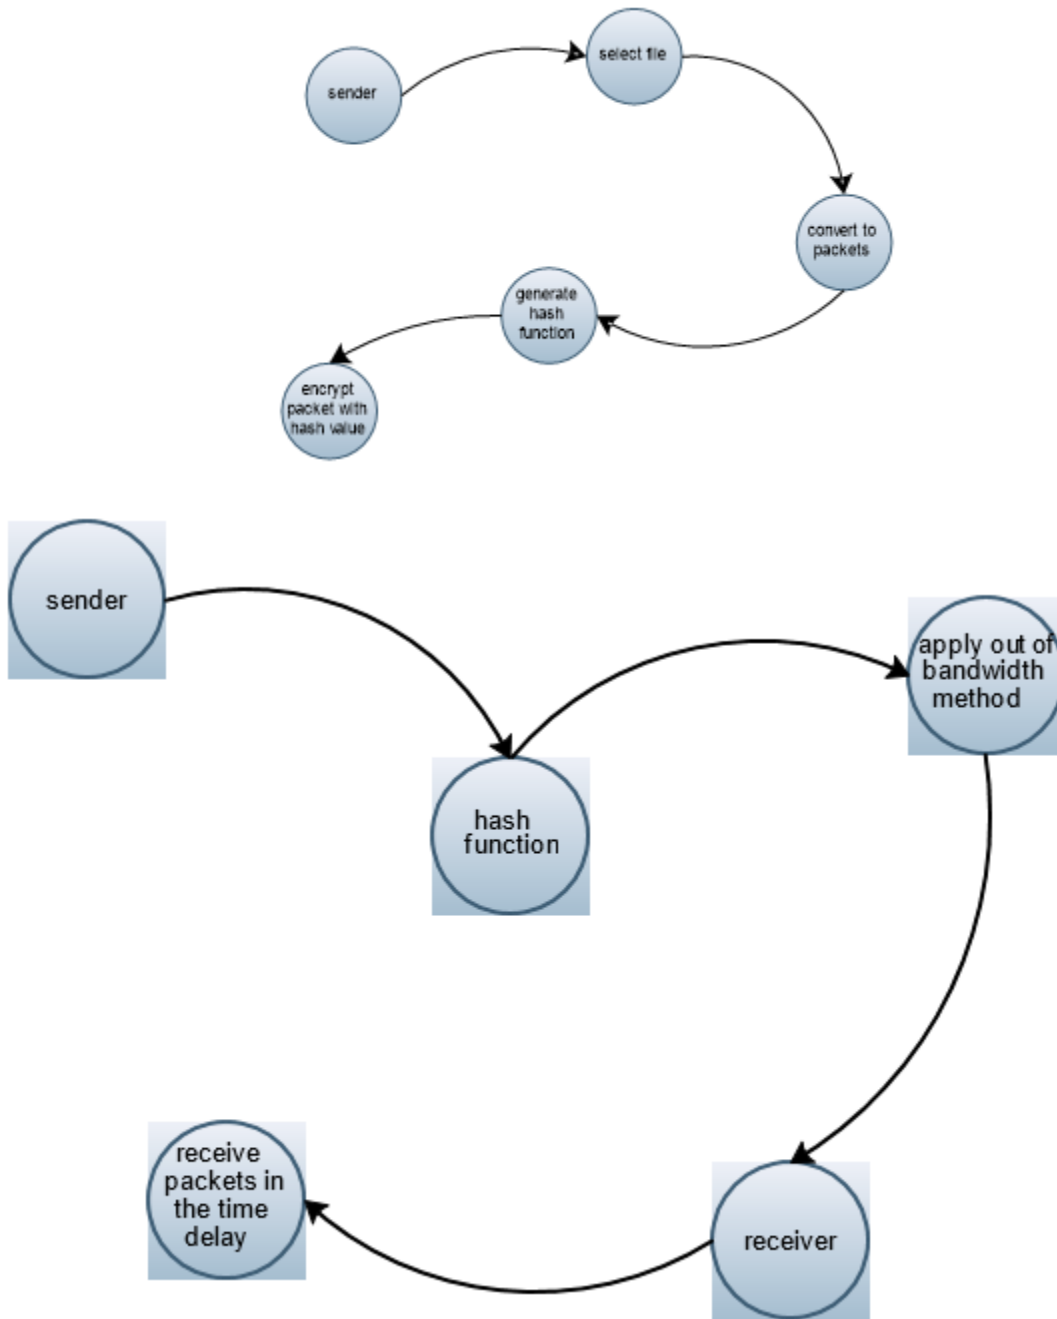 select file
sender
convert to
packets
generate
hash
function
encrypt
packet with
hash value
sender
apply out of
bandwidth
method
hash
function
receive
packets in
the time
delay
receiver